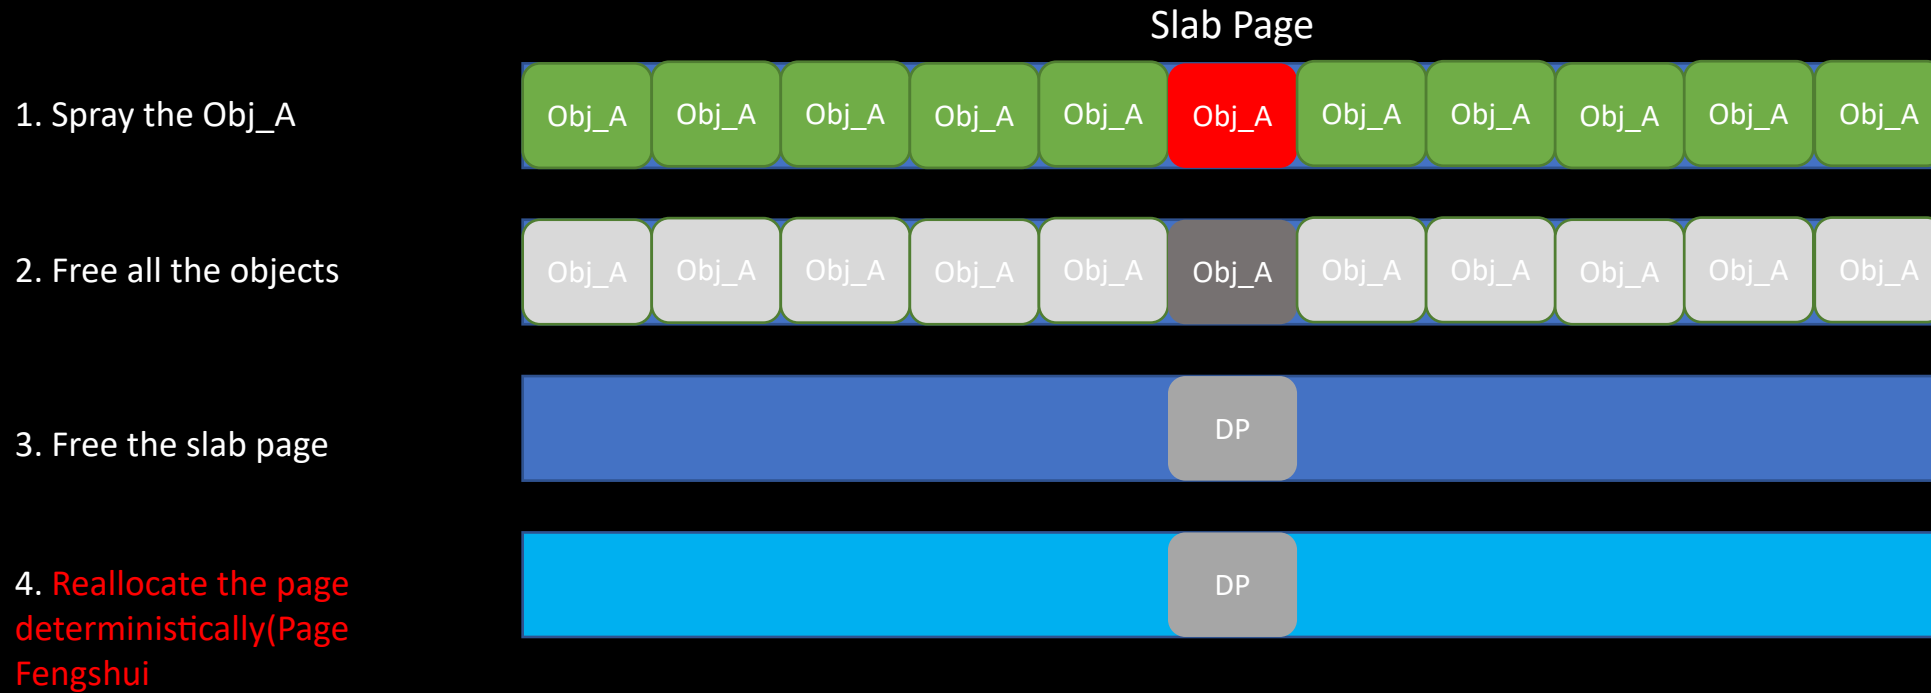 Slab Page
1. Spray the Obj_A
Obj_A Obj_A Obj_A Obj_A Obj_A Obj_A Obj_A Obj_A Obj_A Obj_A Obj_A
2. Free all the objects
Obj_A Obj_A Obj_A Obj_A Obj_A Obj_A Obj_A Obj_A Obj_A Obj_A Obj_A
3. Free the slab page
DP
4. Reallocate the page
deterministically(Page
Fengshui
DP